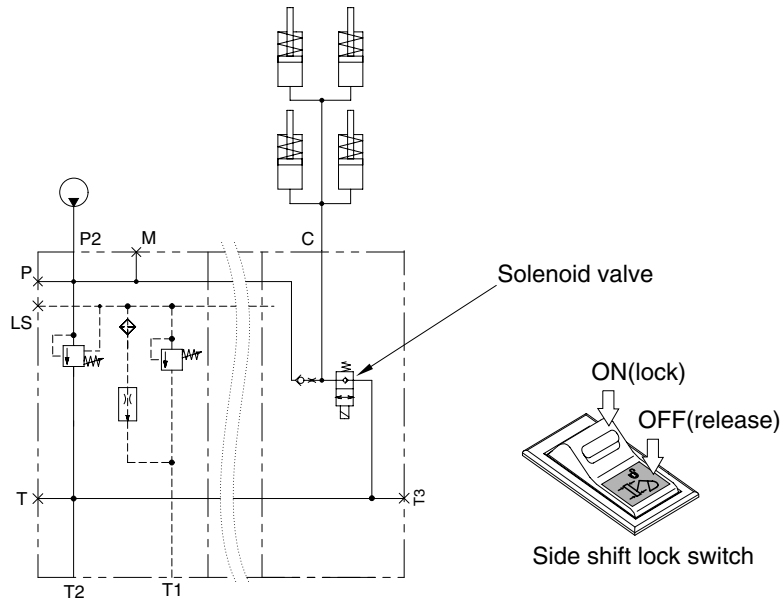 P2
M
C
P
LS
Solenoid valve
ON(lock)
OFF(release)
T
T3
T2
T1
Side shift lock switch